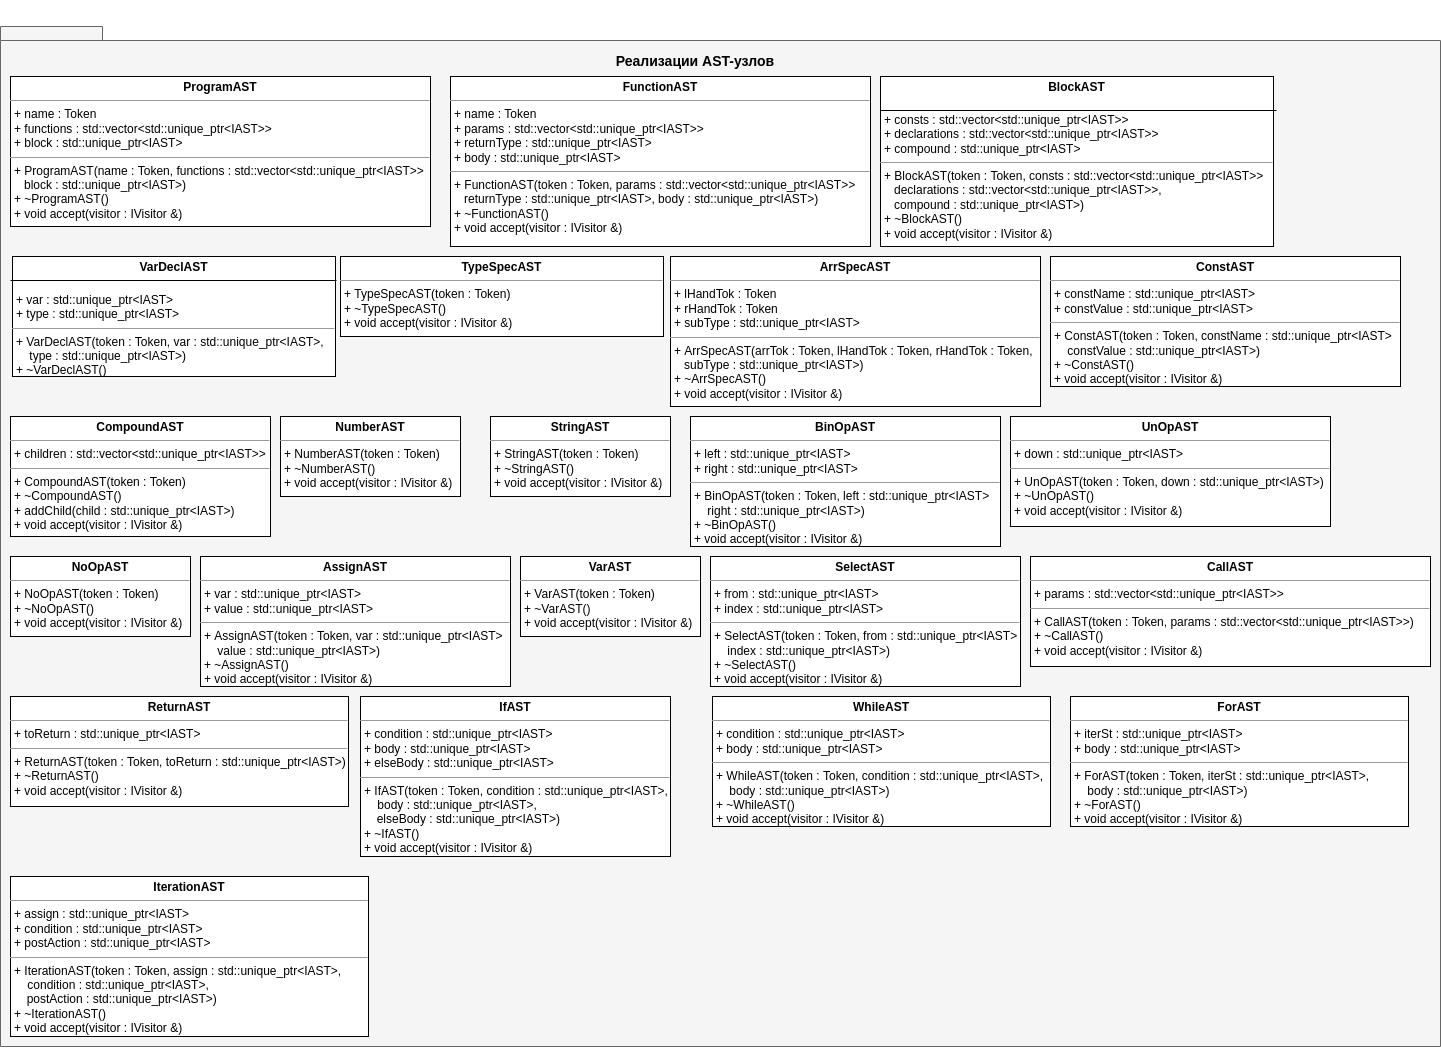 Реализации AST-узлов
ProgramAST
+ name : Token
+ functions : std::vector<std::unique_ptr<IAST>>
+ block : std::unique_ptr<IAST>
+ ProgramAST(name : Token, functions : std::vector<std::unique_ptr<IAST>>
block : std::unique_ptr<IAST>)
+ ~ProgramAST()
+ void accept(visitor : IVisitor &)
FunctionAST
+ name : Token
+ params : std::vector<std::unique_ptr<IAST>>
+ returnType : std::unique_ptr<IAST>
+ body : std::unique_ptr<IAST>
+ FunctionAST(token : Token, params : std::vector<std::unique_ptr<IAST>>
returnType : std::unique_ptr<IAST>, body : std::unique_ptr<IAST>)
+ ~FunctionAST()
+ void accept(visitor : IVisitor &)
BlockAST
+ consts : std::vector<std::unique_ptr<IAST>>
+ declarations : std::vector<std::unique_ptr<IAST>>
+ compound : std::unique_ptr<IAST>
+ BlockAST(token : Token, consts : std::vector<std::unique_ptr<IAST>>
declarations : std::vector<std::unique_ptr<IAST>>,
compound : std::unique_ptr<IAST>)
+ ~BlockAST()
+ void accept(visitor : IVisitor &)
VarDeclAST
+ var : std::unique_ptr<IAST>
+ type : std::unique_ptr<IAST>
+ VarDeclAST(token : Token, var : std::unique_ptr<IAST>,
type : std::unique_ptr<IAST>)
+ ~VarDeclAST()
TypeSpecAST
+ TypeSpecAST(token : Token)
+ ~TypeSpecAST()
+ void accept(visitor : IVisitor &)
ArrSpecAST
+ lHandTok : Token
+ rHandTok : Token
+ subType : std::unique_ptr<IAST>
+ ArrSpecAST(arrTok : Token, lHandTok : Token, rHandTok : Token,
subType : std::unique_ptr<IAST>)
+ ~ArrSpecAST()
+ void accept(visitor : IVisitor &)
ConstAST
+ constName : std::unique_ptr<IAST>
+ constValue : std::unique_ptr<IAST>
+ ConstAST(token : Token, constName : std::unique_ptr<IAST>
constValue : std::unique_ptr<IAST>)
+ ~ConstAST()
+ void accept(visitor : IVisitor &)
CompoundAST
+ children : std::vector<std::unique_ptr<IAST>>
+ CompoundAST(token : Token)
+ ~CompoundAST()
+ addChild(child : std::unique_ptr<IAST>)
+ void accept(visitor : IVisitor &)
NumberAST
+ NumberAST(token : Token)
+ ~NumberAST()
+ void accept(visitor : IVisitor &)
StringAST
+ StringAST(token : Token)
+ ~StringAST()
+ void accept(visitor : IVisitor &)
BinOpAST
+ left : std::unique_ptr<IAST>
+ right : std::unique_ptr<IAST>
+ BinOpAST(token : Token, left : std::unique_ptr<IAST>
right : std::unique_ptr<IAST>)
+ ~BinOpAST()
+ void accept(visitor : IVisitor &)
UnOpAST
+ down : std::unique_ptr<IAST>
+ UnOpAST(token : Token, down : std::unique_ptr<IAST>)
+ ~UnOpAST()
+ void accept(visitor : IVisitor &)
NoOpAST
+ NoOpAST(token : Token)
+ ~NoOpAST()
+ void accept(visitor : IVisitor &)
AssignAST
+ var : std::unique_ptr<IAST>
+ value : std::unique_ptr<IAST>
+ AssignAST(token : Token, var : std::unique_ptr<IAST>
value : std::unique_ptr<IAST>)
+ ~AssignAST()
+ void accept(visitor : IVisitor &)
VarAST
+ VarAST(token : Token)
+ ~VarAST()
+ void accept(visitor : IVisitor &)
SelectAST
+ from : std::unique_ptr<IAST>
+ index : std::unique_ptr<IAST>
+ SelectAST(token : Token, from : std::unique_ptr<IAST>
index : std::unique_ptr<IAST>)
+ ~SelectAST()
+ void accept(visitor : IVisitor &)
CallAST
+ params : std::vector<std::unique_ptr<IAST>>
+ CallAST(token : Token, params : std::vector<std::unique_ptr<IAST>>)
+ ~CallAST()
+ void accept(visitor : IVisitor &)
ReturnAST
+ toReturn : std::unique_ptr<IAST>
+ ReturnAST(token : Token, toReturn : std::unique_ptr<IAST>)
+ ~ReturnAST()
+ void accept(visitor : IVisitor &)
IfAST
+ condition : std::unique_ptr<IAST>
+ body : std::unique_ptr<IAST>
+ elseBody : std::unique_ptr<IAST>
+ IfAST(token : Token, condition : std::unique_ptr<IAST>,
body : std::unique_ptr<IAST>,
elseBody : std::unique_ptr<IAST>)
+ ~IfAST()
+ void accept(visitor : IVisitor &)
WhileAST
+ condition : std::unique_ptr<IAST>
+ body : std::unique_ptr<IAST>
+ WhileAST(token : Token, condition : std::unique_ptr<IAST>,
body : std::unique_ptr<IAST>)
+ ~WhileAST()
+ void accept(visitor : IVisitor &)
ForAST
+ iterSt : std::unique_ptr<IAST>
+ body : std::unique_ptr<IAST>
+ ForAST(token : Token, iterSt : std::unique_ptr<IAST>,
body : std::unique_ptr<IAST>)
+ ~ForAST()
+ void accept(visitor : IVisitor &)
IterationAST
+ assign : std::unique_ptr<IAST>
+ condition : std::unique_ptr<IAST>
+ postAction : std::unique_ptr<IAST>
+ IterationAST(token : Token, assign : std::unique_ptr<IAST>,
condition : std::unique_ptr<IAST>,
postAction : std::unique_ptr<IAST>)
+ ~IterationAST()
+ void accept(visitor : IVisitor &)